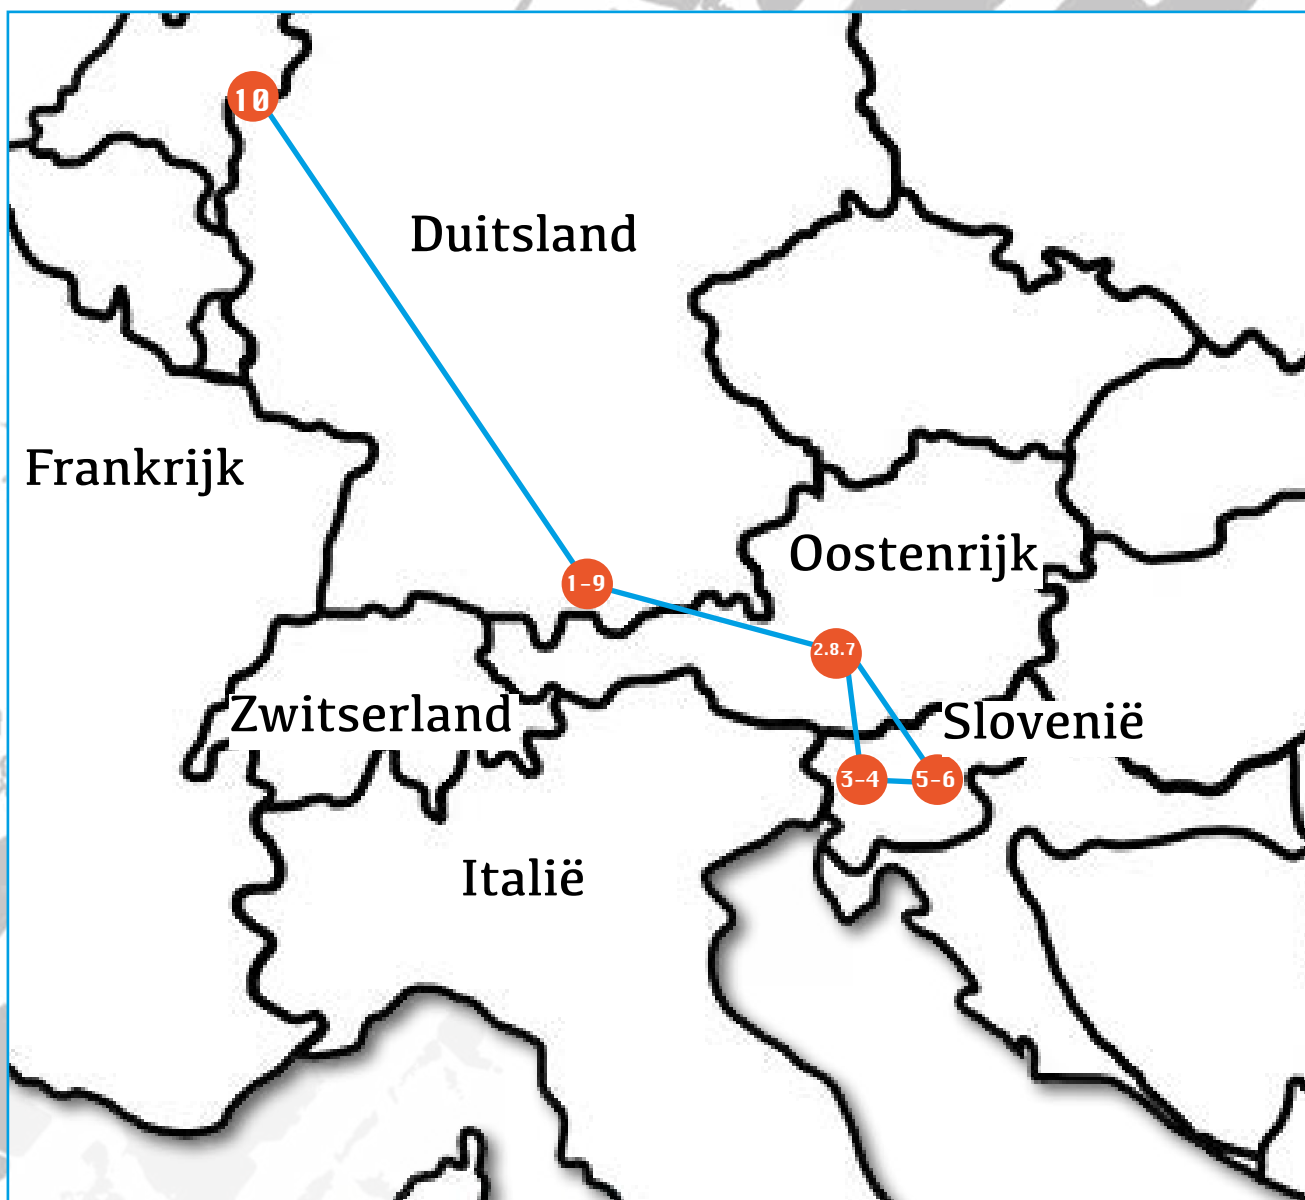 10
Duitsland
Frankrijk
Oostenrijk
1-9
2.8.7
Zwitserland
Slovenië
3-4
5-6
Italië